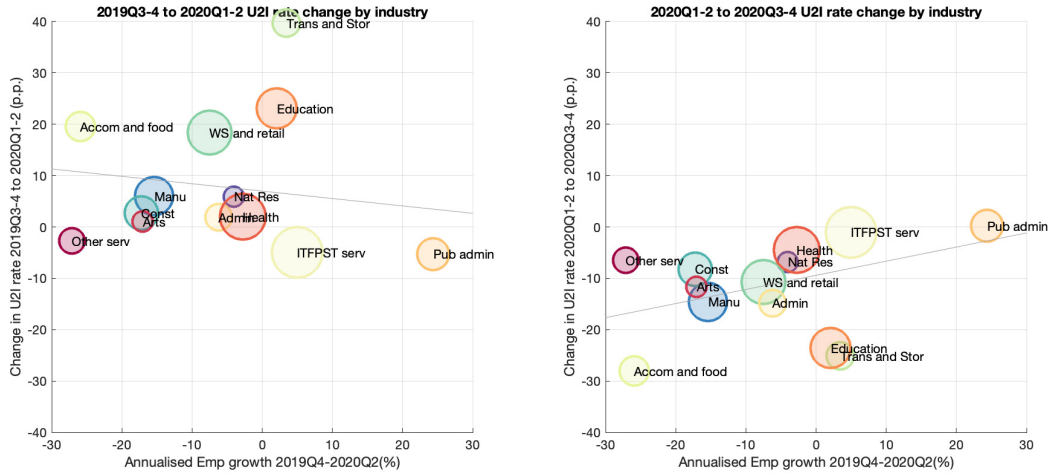 2019Q3-4 to 2020Q1-2 U2I rate change by industry
Change in U2I rate 2019Q3-4 to 2020Q1-2 (p.p.)
40
30
20
10
0
-10
-20
-30
-40
Trans and Stor
Education
Accom and food
WS and retail
Manu
Nat Res
Const
Arts
Admin
Health
Other serv
ITFPST serv
Pub admin
-30
-20
-10
0
10
20
30
Annualised Emp growth 2019Q4-2020Q2(%)
2020Q1-2 to 2020Q3-4 U2I rate change by industry
Change in U2I rate 2020Q1-2 to 2020Q3-4 (p.p.)
40
30
20
10
0
-10
-20
-30
-40
Pub admin
ITFPST serv
Health
Other serv
Nat Res
Const
WS and retail
Arts
Manu
Admin
Education
Trans and Stor
Accom and food
-30
-20
-10
0
10
20
30
Annualised Emp growth 2019Q4-2020Q2(%)